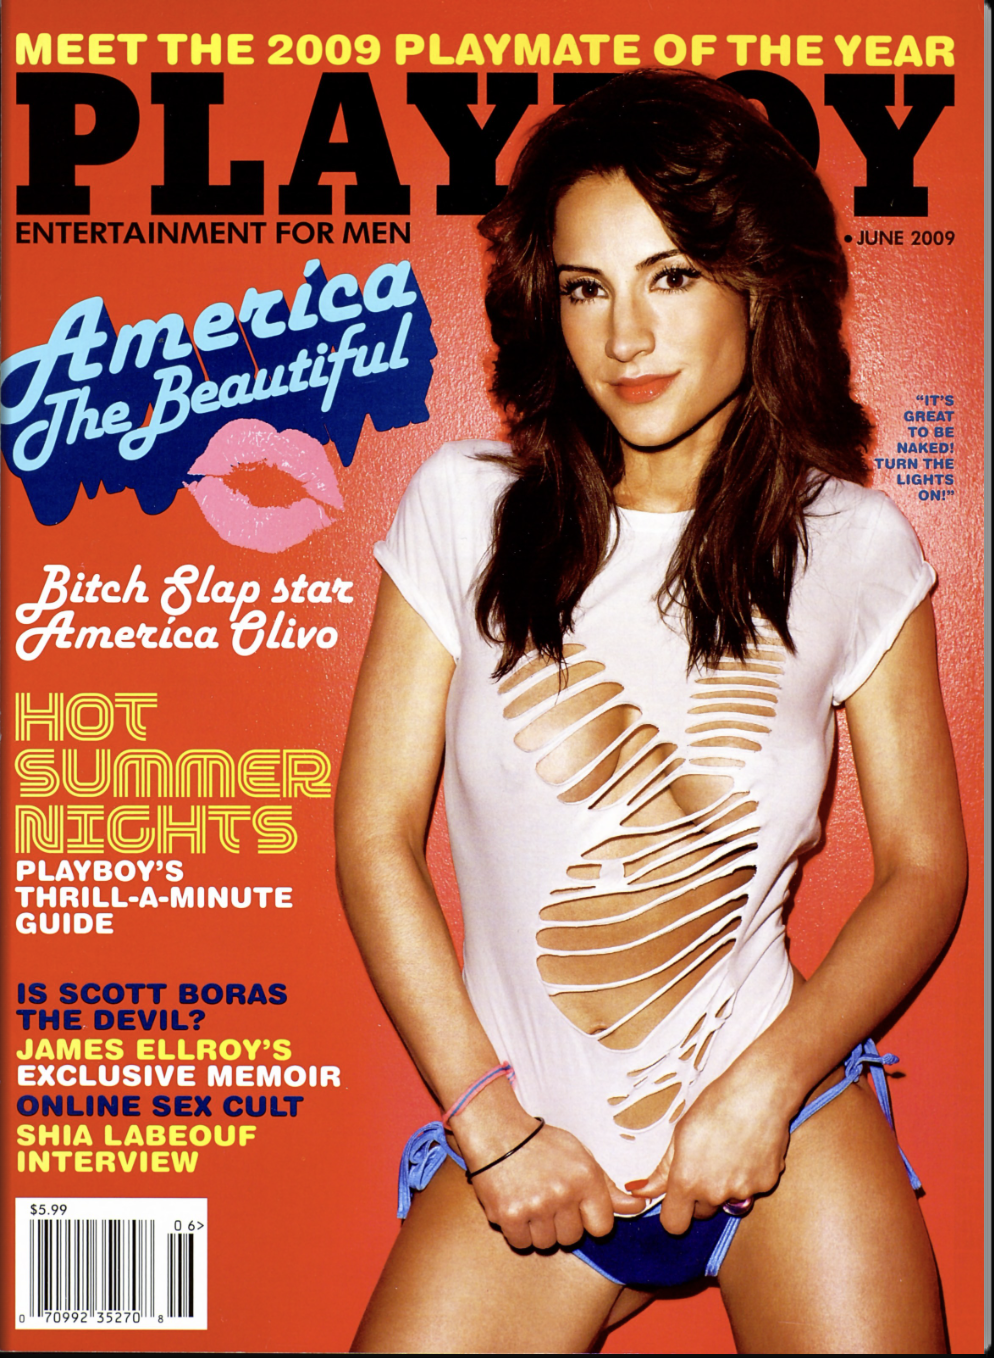 MEET THE 2009 PLAYMATE OF THE YEAR
PLAYBOY
ENTERTAINMENT FOR MEN
• JUNE 2009
America
The Beautiful
"IT'S
GREAT
TO BE
NAKED!
TURN THE
LIGHTS
ON!"
Bitch Slap star
America Olivo
HOT
SUMMER
NIGHTS
PLAYBOY'S
THRILL-A-MINUTE
GUIDE
IS SCOTT BORAS
THE DEVIL?
JAMES ELLROY'S
EXCLUSIVE MEMOIR
ONLINE SEX CULT
SHIA LABEOUF
INTERVIEW
$5.99
06>
0 70992 35270 8